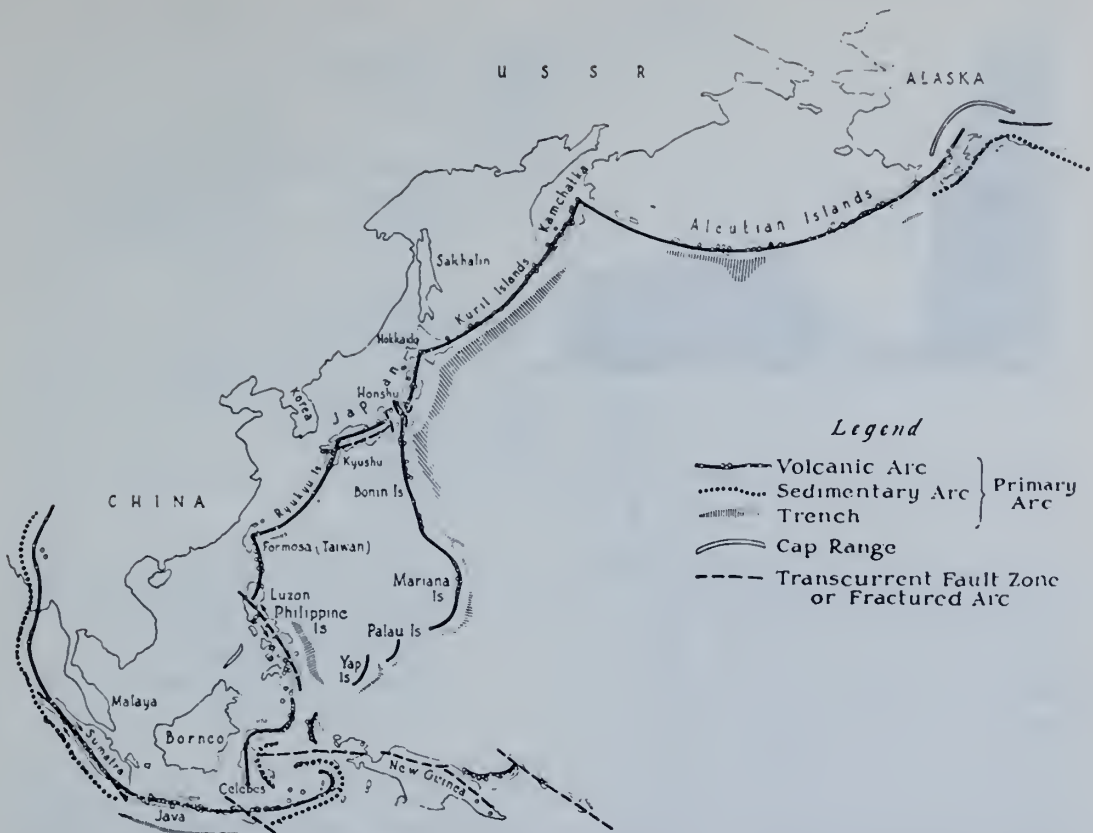 U S S R
ALASKA
Kamchatka
Aleutian Islands
Sakhalin
Kuril Islands
Hokkaido
Honshu
Japan
Korea
Kyushu
Ryukyu Is
Bonin Is
CHINA
Formosa (Taiwan)
Mariana
Is
Luzon
Philippine
Is
Palau Is
Yap
Is
Malaya
Borneo
Sumatra
Celebes
New Guinea
Java
Legend
Volcanic Arc
Sedimentary Arc
Trench
Primary
Arc
Cap Range
Transcurrent Fault Zone
or Fractured Arc